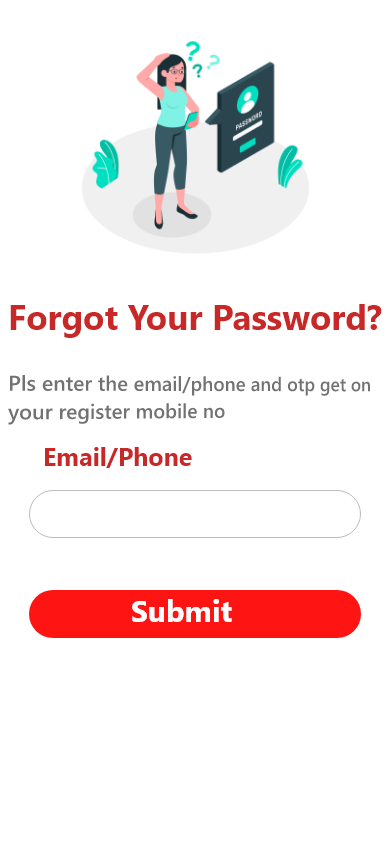 ? ? ?
PASSWORD
Forgot Your Password?
Pls enter the email/phone and otp get on
your register mobile no
Email/Phone
Submit